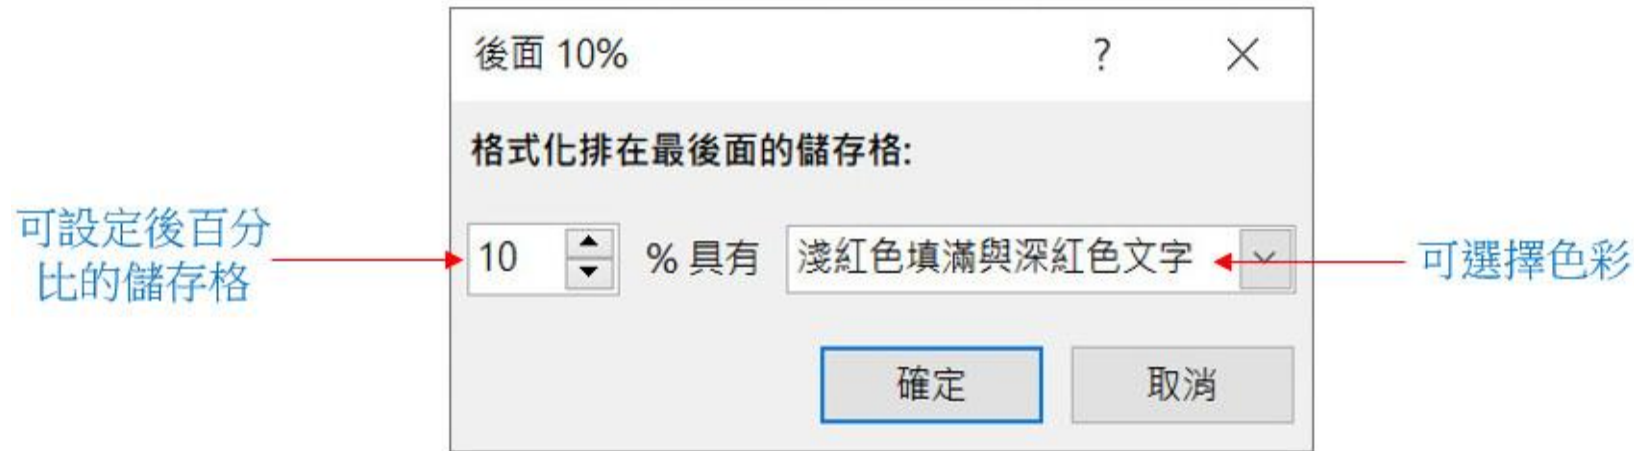 後面 10%
?
格式化排在最後面的儲存格:
可設定後百分
比的儲存格
10
% 具有
淺紅色填滿與深紅色文字
可選擇色彩
確定
取消